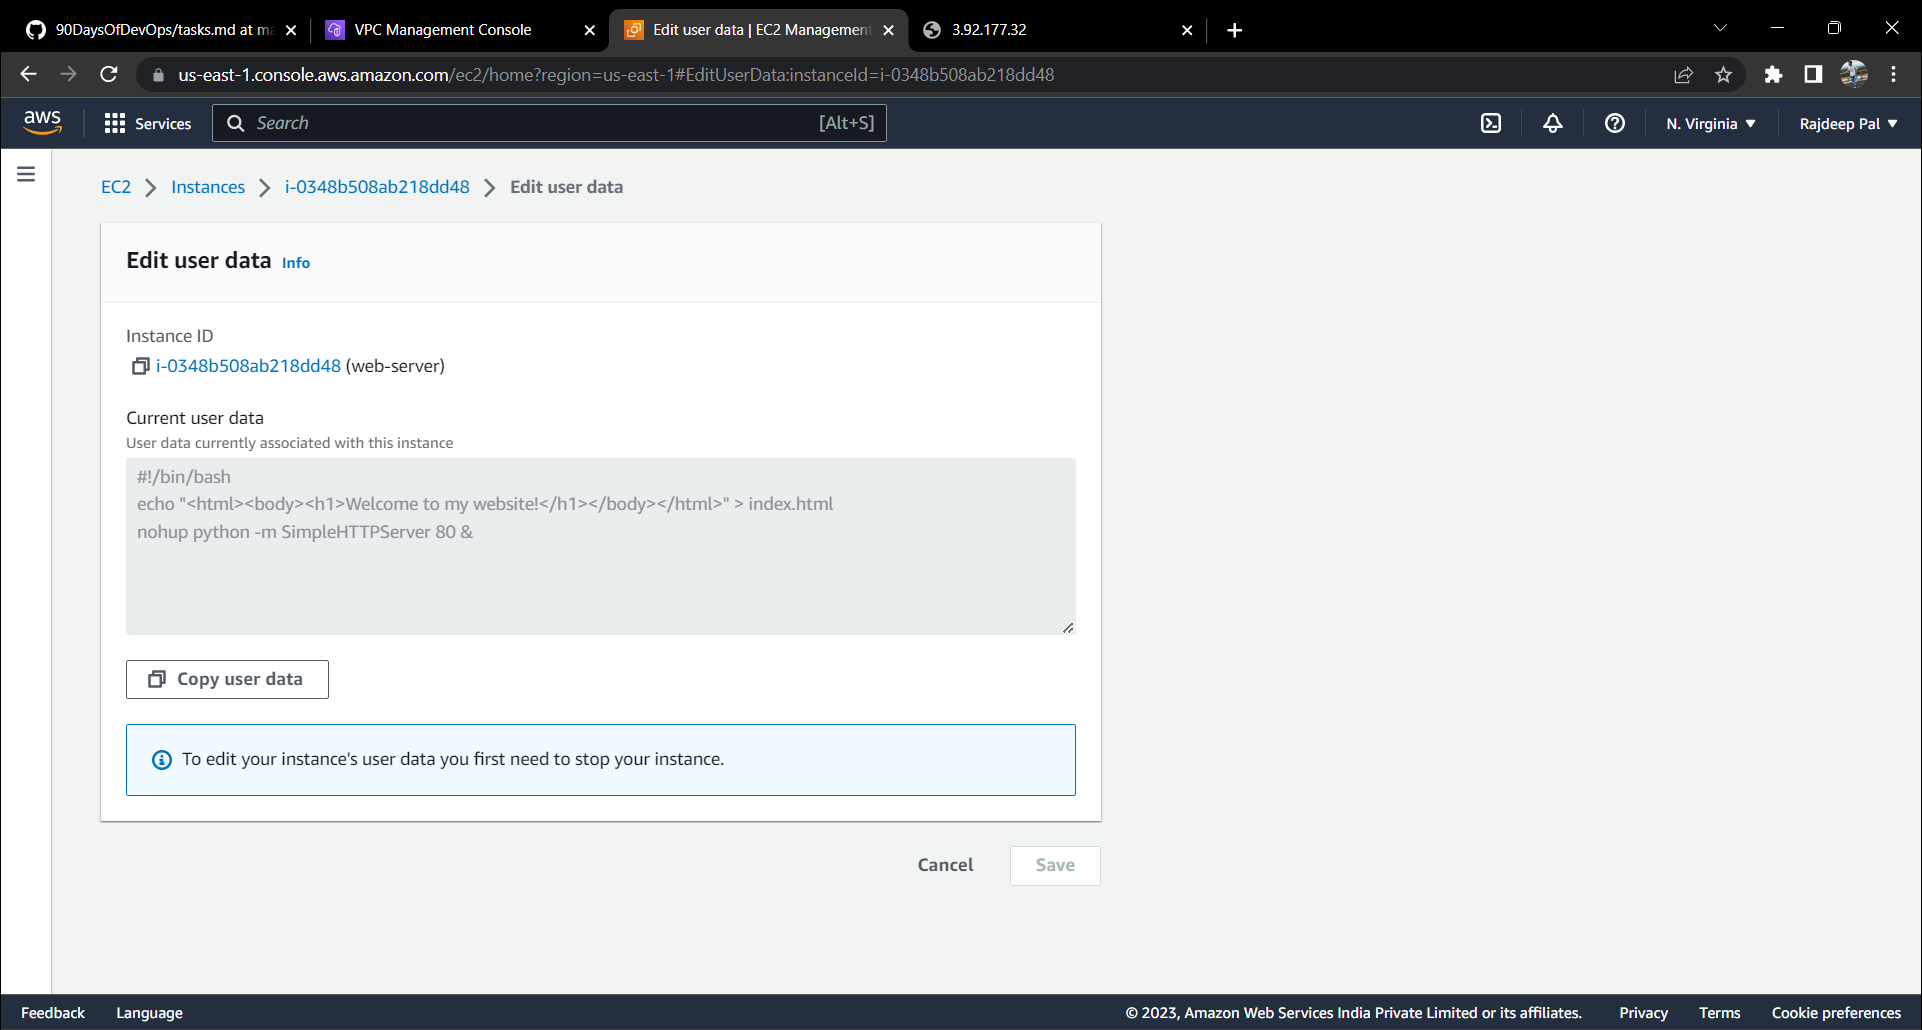 90DaysOfDevOps/tasks.md at ma
VPC Management Console
Edit user data | EC2 Management
3.92.177.32
us-east-1.console.aws.amazon.com/ec2/home?region=us-east-1#EditUserData:instanceId=i-0348b508ab218dd48
aws
Services
Search
[Alt+S]
N. Virginia
Rajdeep Pal
EC2
Instances
i-0348b508ab218dd48
Edit user data
Edit user data Info
Instance ID
i-0348b508ab218dd48 (web-server)
Current user data
User data currently associated with this instance
#!/bin/bash
echo "<html><body><h1>Welcome to my website!</h1></body></html>" > index.html
nohup python -m SimpleHTTPServer 80 &
Copy user data
To edit your instance's user data you first need to stop your instance.
Cancel
Save
Feedback
Language
© 2023, Amazon Web Services India Private Limited or its affiliates.
Privacy
Terms
Cookie preferences